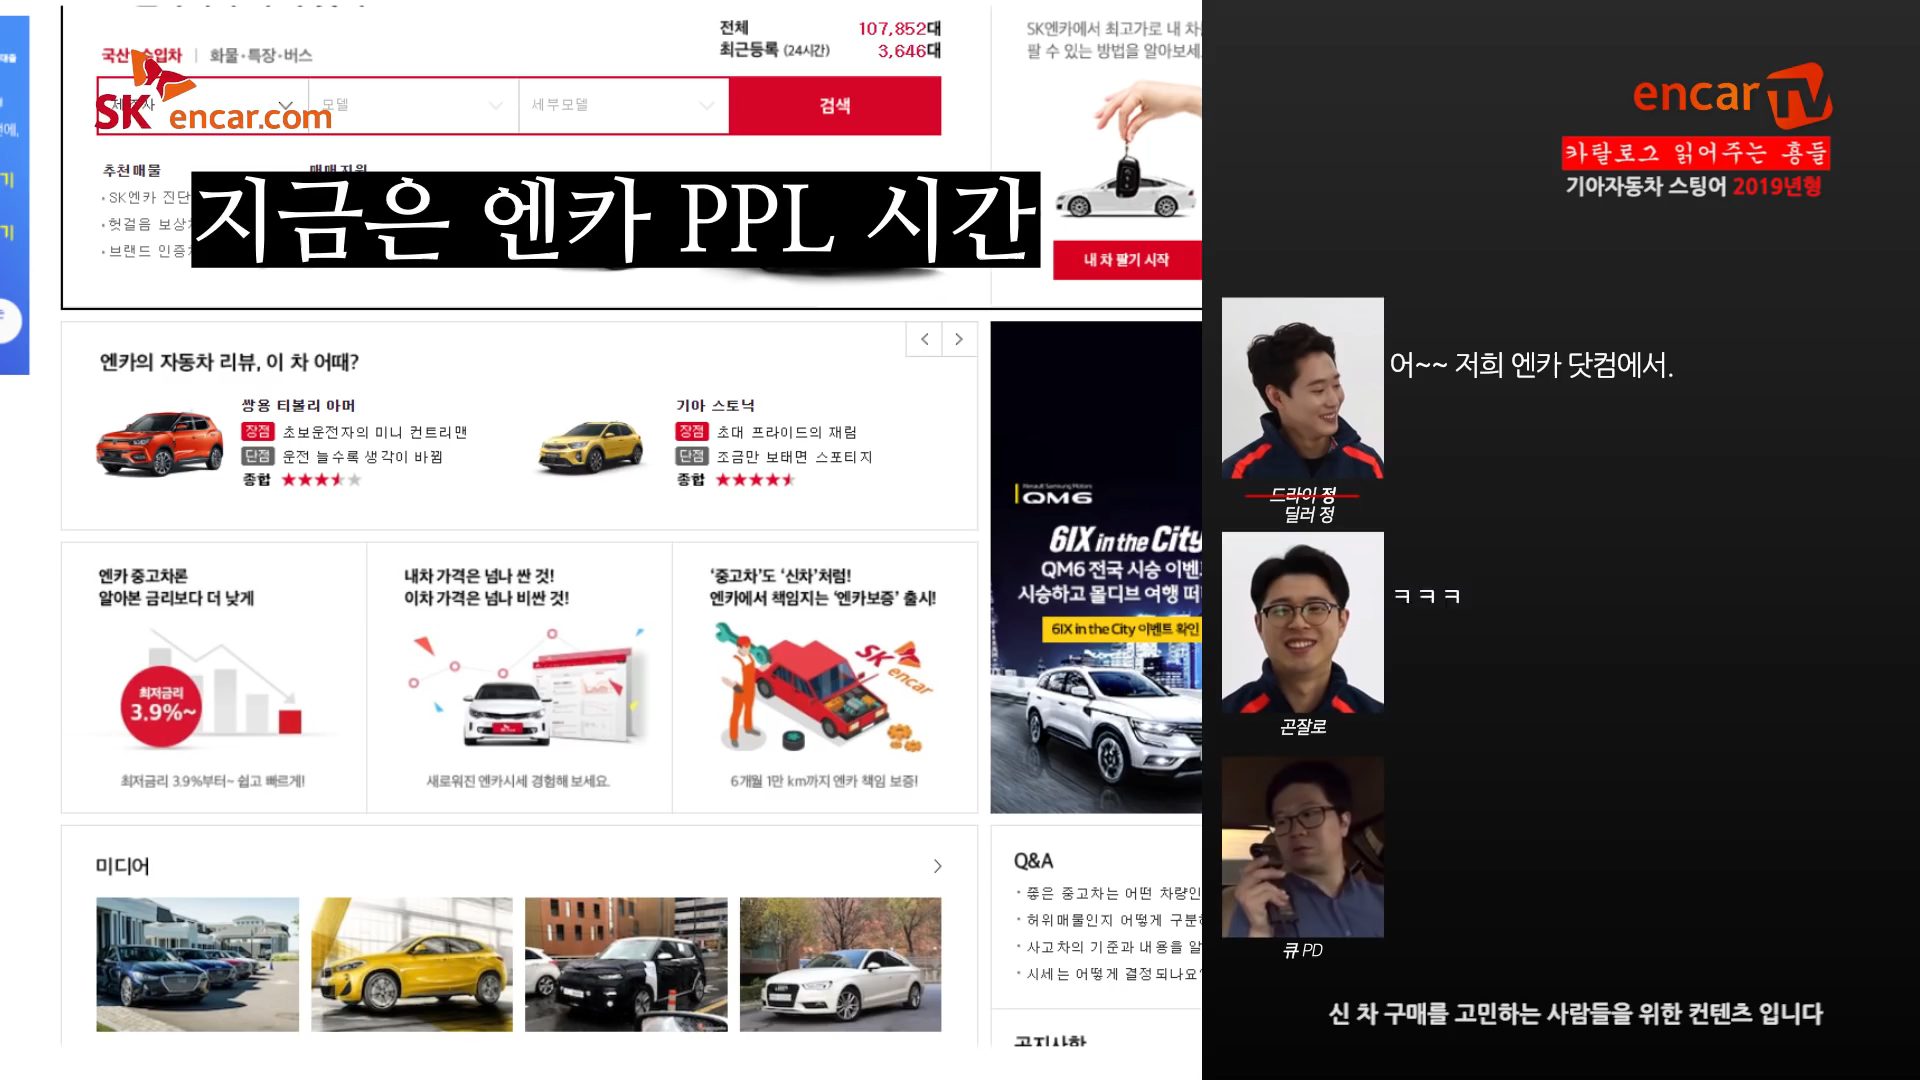 국산·수입차 | 화물·특장·버스
전체 107,852대
최근등록 (24시간) 3,646대
제조사
모델
세부모델
검색
SK encar.com
추천매물
매매지원
·SK엔카 진단
·헛걸음 보상
·브랜드 인증
지금은 엔카 PPL 시간
SK엔카에서 최고가로 내 차
팔 수 있는 방법을 알아보세
내 차 팔기 시작
엔카의 자동차 리뷰, 이 차 어때?
쌍용 티볼리 아머
장점 초보운전자의 미니 컨트리맨
단점 운전 늘수록 생각이 바뀜
종합
기아 스토닉
장점 초대 프라이드의 재림
단점 조금만 보태면 스포티지
종합
엔카 중고차론
알아본 금리보다 더 낮게
최저금리
3.9%~
최저금리 3.9%부터~ 쉽고 빠르게!
내차 가격은 넘나 싼 것!
이차 가격은 넘나 비싼 것!
새로워진 엔카시세 경험해 보세요.
‘중고차’도 ‘신차’처럼!
엔카에서 책임지는 ‘엔카보증’ 출시!
SK encar
6개월 1만 km까지 엔카 책임 보증!
Renault Samsung Motors
QM6
6IX in the City
QM6 전국 시승 이벤
시승하고 몰디브 여행 떠
6IX in the City 이벤트 확인
미디어
Q&A
· 좋은 중고차는 어떤 차량인
· 허위매물인지 어떻게 구분
· 사고차의 기준과 내용을 알
· 시세는 어떻게 결정되나요
공지사항
encar TV
카탈로그 읽어주는 흉들
기아자동차 스팅어 2019년형
어~~ 저희 엔카 닷컴에서.
드라이 정
딜러 정
ㅋㅋㅋ
곤잘로
큐 PD
신 차 구매를 고민하는 사람들을 위한 컨텐츠 입니다